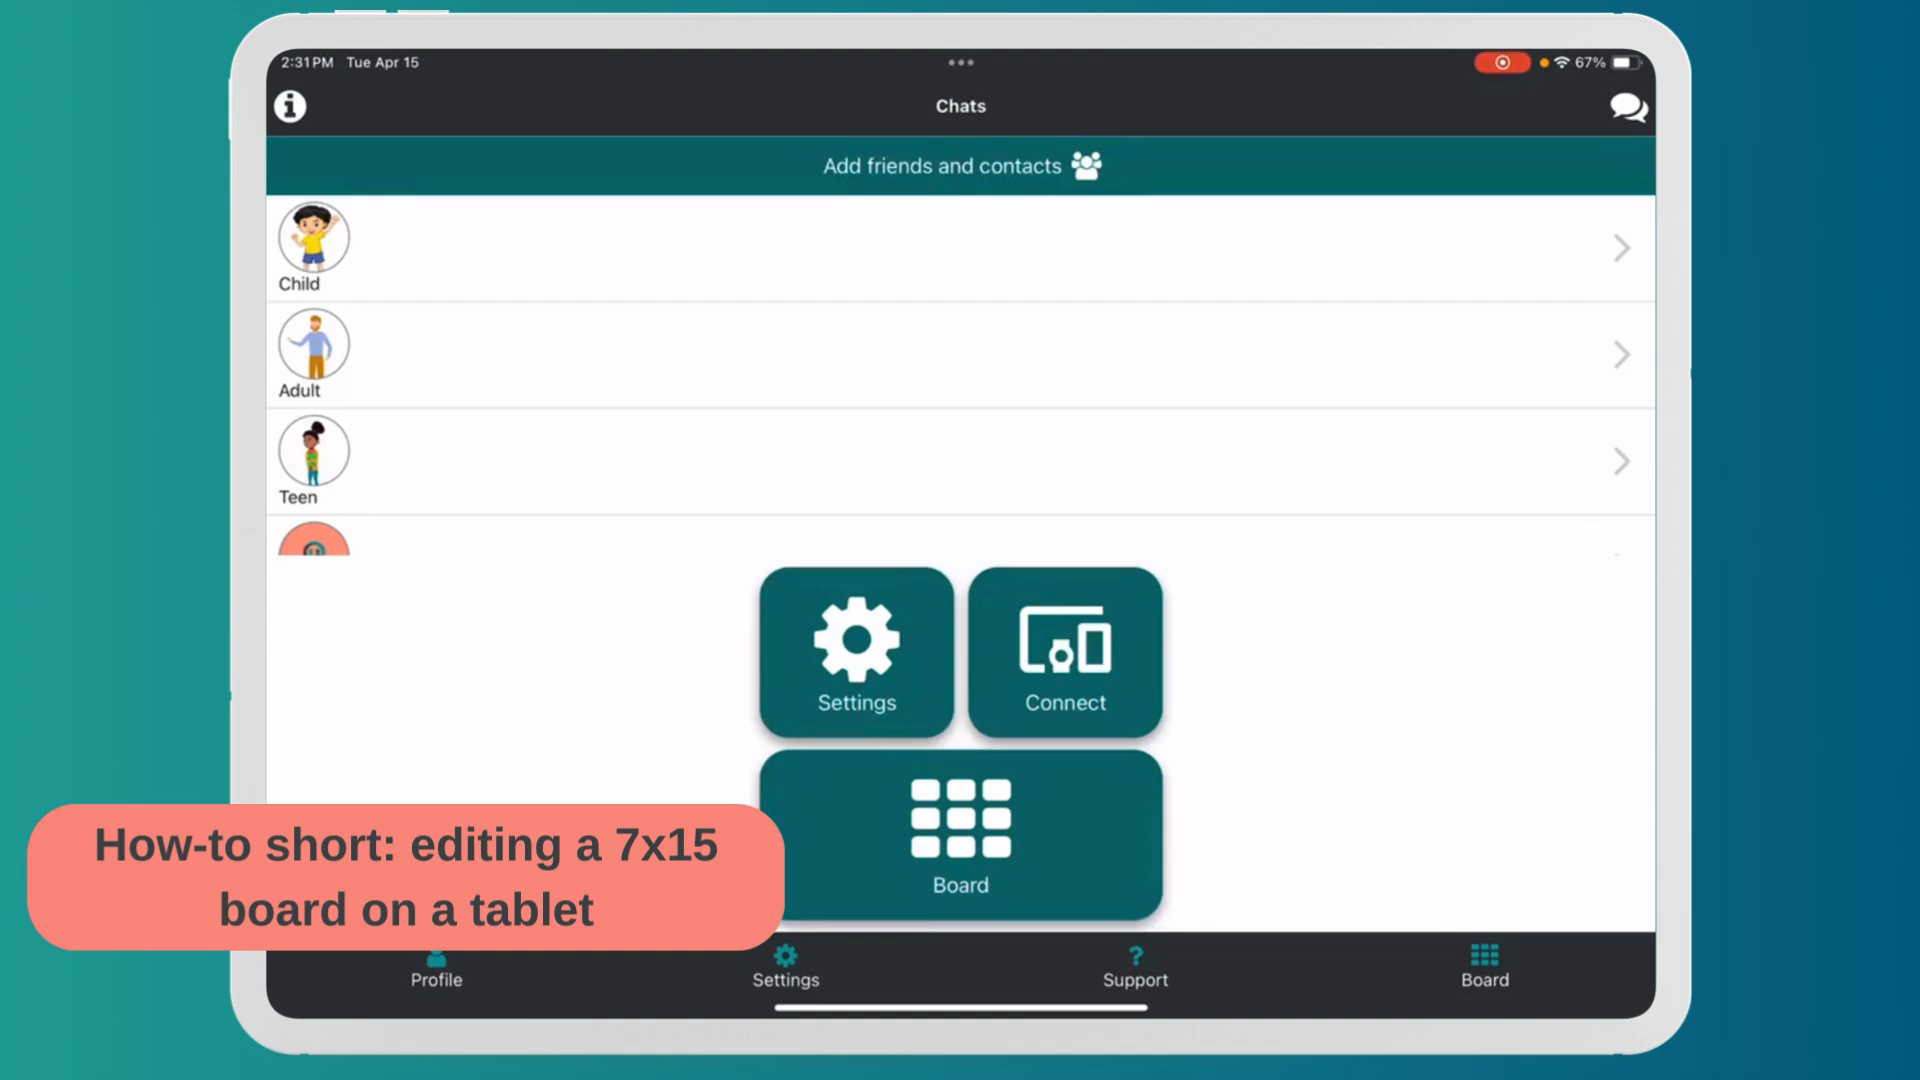 2:31 PM Tue Apr 15
67%
Chats
Add friends and contacts
Child
Adult
Teen
Settings
Connect
Board
How-to short: editing a 7x15
board on a tablet
Profile
Settings
Support
Board